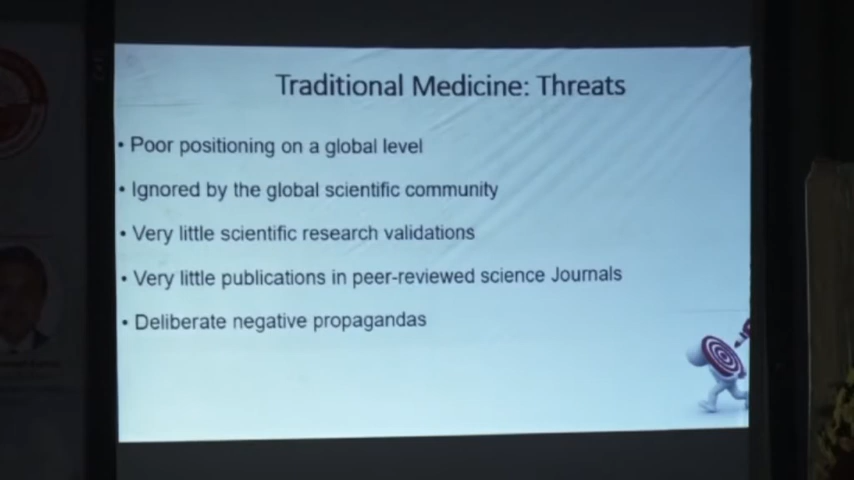 Traditional Medicine: Threats
• Poor positioning on a global level
• Ignored by the global scientific community
• Very little scientific research validations
• Very little publications in peer-reviewed science Journals
• Deliberate negative propagandas